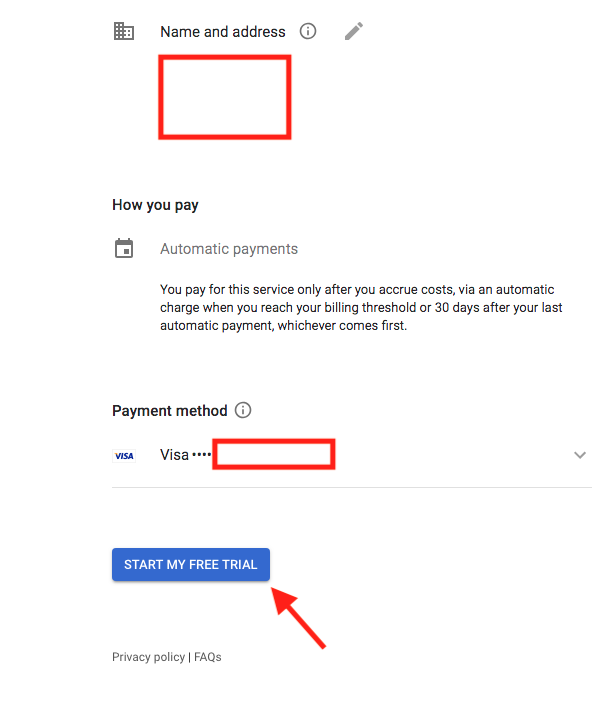 Name and address
How you pay
Automatic payments
You pay for this service only after you accrue costs, via an automatic
charge when you reach your billing threshold or 30 days after your last
automatic payment, whichever comes first.
Payment method
VISA Visa ••••
START MY FREE TRIAL
Privacy policy | FAQs